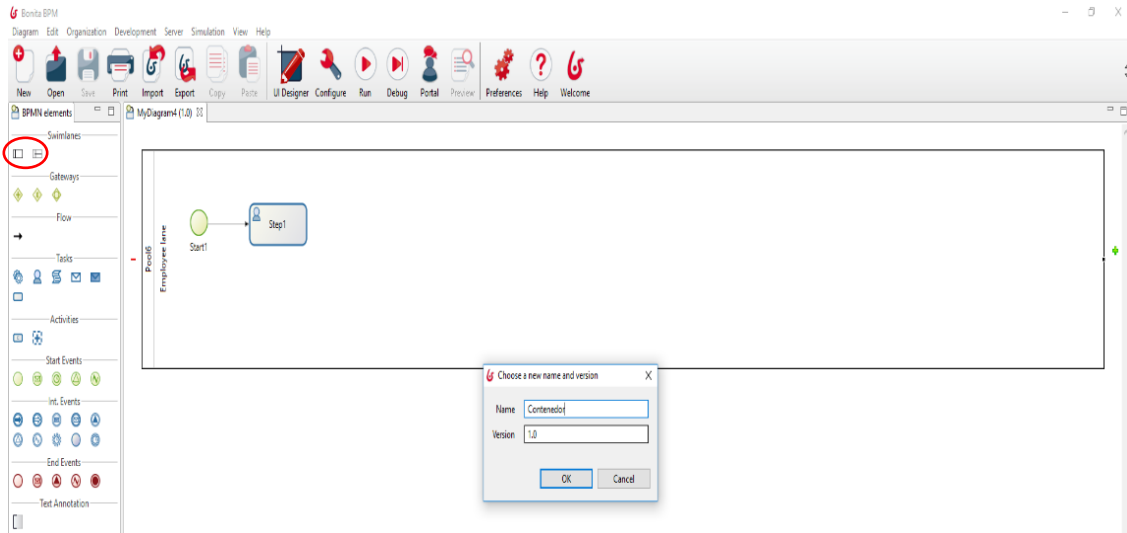 Bonita BPM
Diagram Edit Organization Development Server Simulation View Help
New Open Save Print Import Export Copy Paste UI Designer Configure Run Debug Portal Preview Preferences Help Welcome
BPMN elements
MyDiagram4 (1.0)
Swimlanes
Gateways
Flow
Tasks
Activities
Start Events
Int. Events
End Events
Text Annotation
Pool6
Employee lane
Start1
Step1
Choose a new name and version
Name Contenedor
Version 1.0
OK Cancel